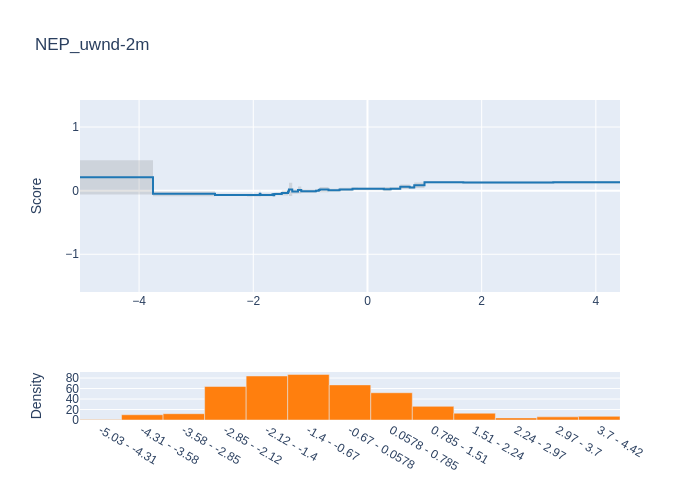 NEP_uwnd-2m
Score
1
0
−1
−4
−2
0
2
4
Density
80
60
40
20
0
-5.03 - -4.31
-4.31 - -3.58
-3.58 - -2.85
-2.85 - -2.12
-2.12 - -1.4
-1.4 - -0.67
-0.67 - 0.0578
0.0578 - 0.785
0.785 - 1.51
1.51 - 2.24
2.24 - 2.97
2.97 - 3.7
3.7 - 4.42